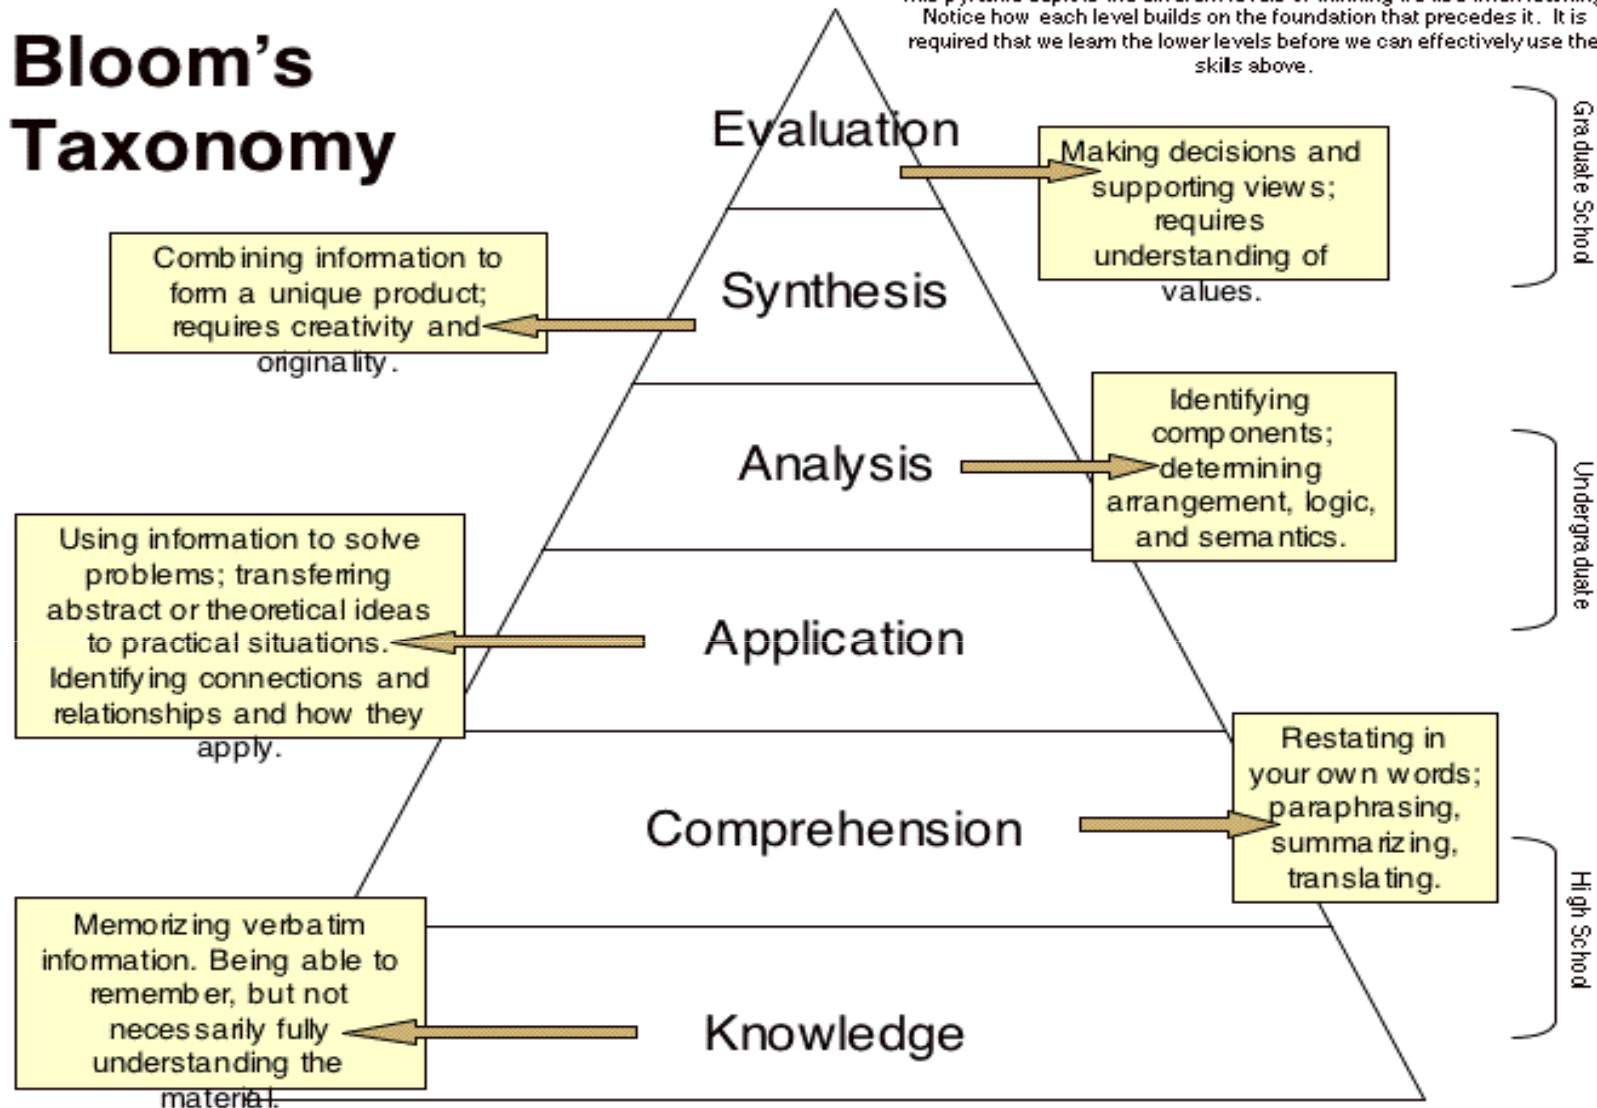 Bloom's
Taxonomy
Notice how each level builds on the foundation that precedes it. It is
required that we learn the lower levels before we can effectively use the
skills above.
Evaluation
Making decisions and
supporting views;
requires
understanding of
values.
Graduate School
Combining information to
form a unique product;
requires creativity and
originality.
Synthesis
Analysis
Identifying
components;
determining
arrangement, logic,
and semantics.
Undergraduate
Using information to solve
problems; transferring
abstract or theoretical ideas
to practical situations.
Identifying connections and
relationships and how they
apply.
Application
Comprehension
Restating in
your own words;
paraphrasing,
summarizing,
translating.
High School
Memorizing verbatim
information. Being able to
remember, but not
necessarily fully
understanding the
material.
Knowledge